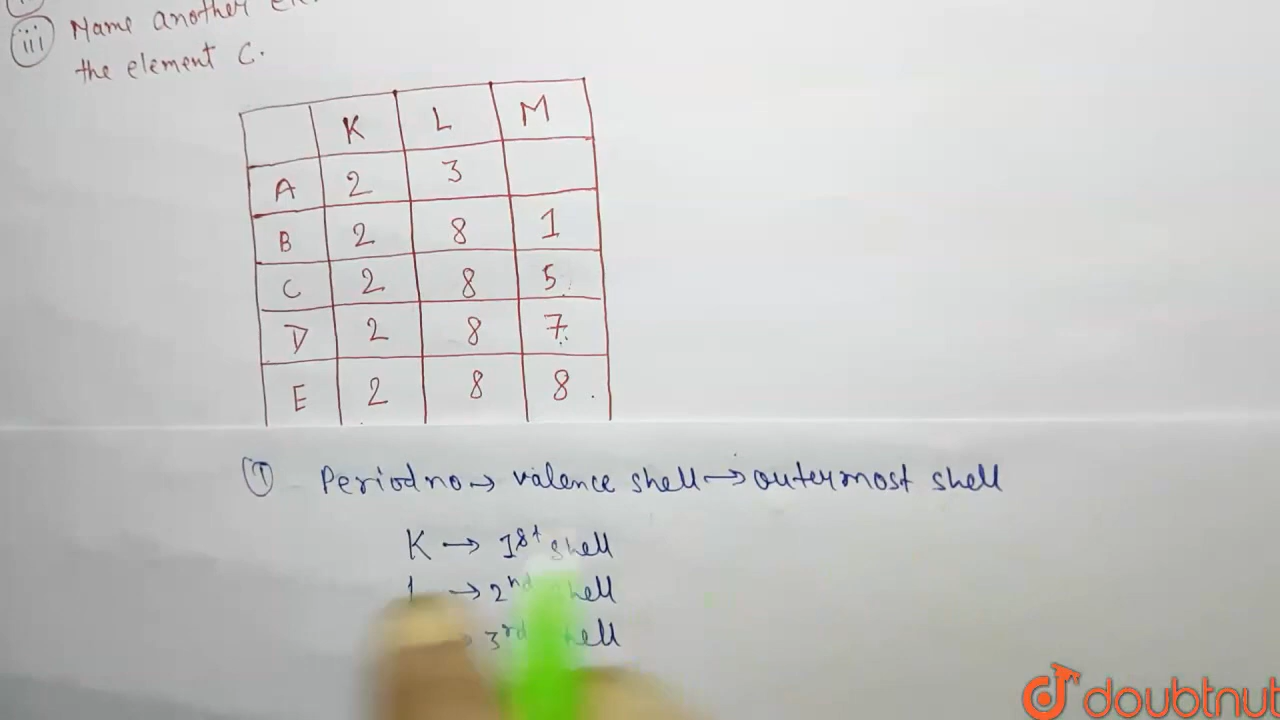 iii Name another
the element C.
K L M
A 2 3
B 2 8 1
C 2 8 5
D 2 8 7
E 2 8 8
① Period no → valence shell → outermost shell
K → 1st shell
→ 2nd shell
→ 3rd shell
doubtnut